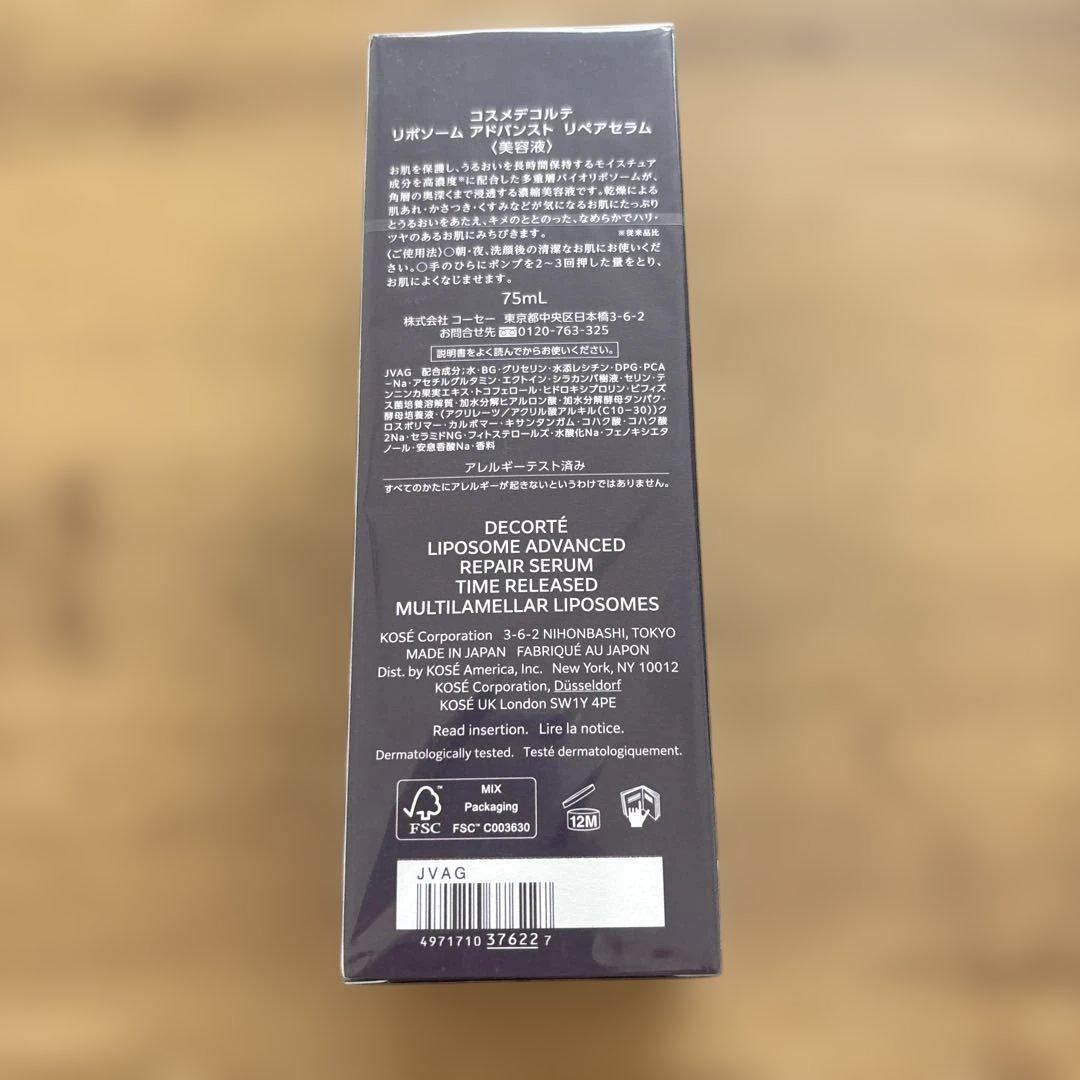 コスメデコルテ
リポソーム アドバンスト リペアセラム
〈美容液〉
お肌を保護し、うるおいを長時間保持するモイスチュア
成分を高濃度※に配合した多重層バイオリポソームが、
角層の奥深くまで浸透する濃縮美容液です。乾燥による
肌あれ・かさつき・くすみなどが気になるお肌にたっぷり
とうるおいをあたえ、キメのととのった、なめらかでハリ・
ツヤのあるお肌にみちびきます。 ※従来品比
〈ご使用法〉○朝・夜、洗顔後の清潔なお肌にお使いくだ
さい。○手のひらにポンプを2〜3回押した量をとり、
お肌によくなじませます。
75mL
株式会社 コーセー 東京都中央区日本橋3-6-2
お問合せ先 0120-763-325
説明書をよく読んでからお使いください。
JVAG 配合成分;水・BG・グリセリン・水添レシチン・DPG・PCA
-Na・アセチルグルタミン・エクトイン・シラカンバ樹液・セリン・テ
ンニンカ果実エキス・トコフェロール・ヒドロキシプロリン・ビフィズ
ス菌培養溶解質・加水分解ヒアルロン酸・加水分解酵母タンパク・
酵母培養液・(アクリレーツ/アクリル酸アルキル(C10-30))ク
ロスポリマー・カルボマー・キサンタンガム・コハク酸・コハク酸
2Na・セラミドNG・フィトステロールズ・水酸化Na・フェノキシエタ
ノール・安息香酸Na・香料
アレルギーテスト済み
すべてのかたにアレルギーが起きないというわけではありません。
DECORTÉ
LIPOSOME ADVANCED
REPAIR SERUM
TIME RELEASED
MULTILAMELLAR LIPOSOMES
KOSÉ Corporation 3-6-2 NIHONBASHI, TOKYO
MADE IN JAPAN FABRIQUÉ AU JAPON
Dist. by KOSÉ America, Inc. New York, NY 10012
KOSÉ Corporation, Düsseldorf
KOSÉ UK London SW1Y 4PE
Read insertion. Lire la notice.
Dermatologically tested. Testé dermatologiquement.
MIX
Packaging
FSC FSC™ C003630
12M
JVAG
4971710 37622 7